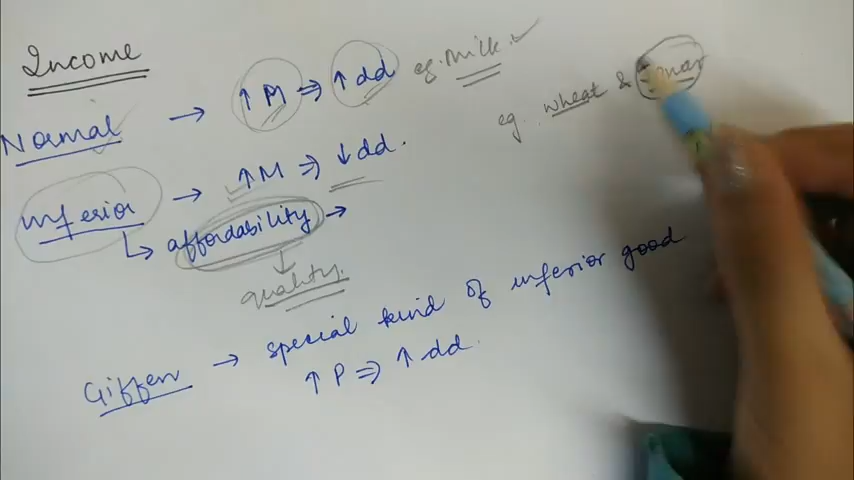 Income
Normal → ↑ M ⇒ ↑ dd eg. Milk. ✓
eg. wheat &
Inferior → ↑ M ⇒ ↓ dd.
↳ affordability →
↓
quality.
Giffen → special kind of inferior good
↑ P ⇒ ↑ dd.